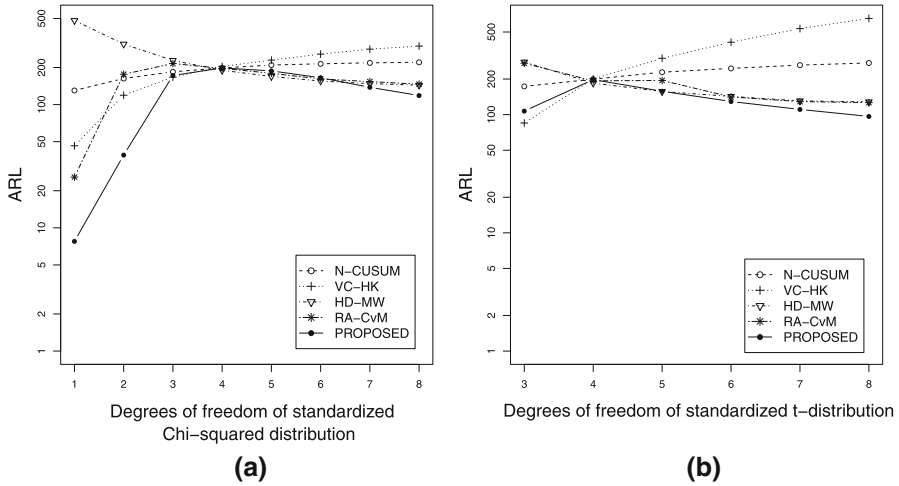 500
200
100
50
20
10
5
2
1
ARL
N−CUSUM
VC−HK
HD−MW
RA−CvM
PROPOSED
1 2 3 4 5 6 7 8
Degrees of freedom of standardized
Chi−squared distribution
(a)
500
200
100
50
20
10
5
2
1
ARL
N−CUSUM
VC−HK
HD−MW
RA−CvM
PROPOSED
3 4 5 6 7 8
Degrees of freedom of standardized t−distribution
(b)